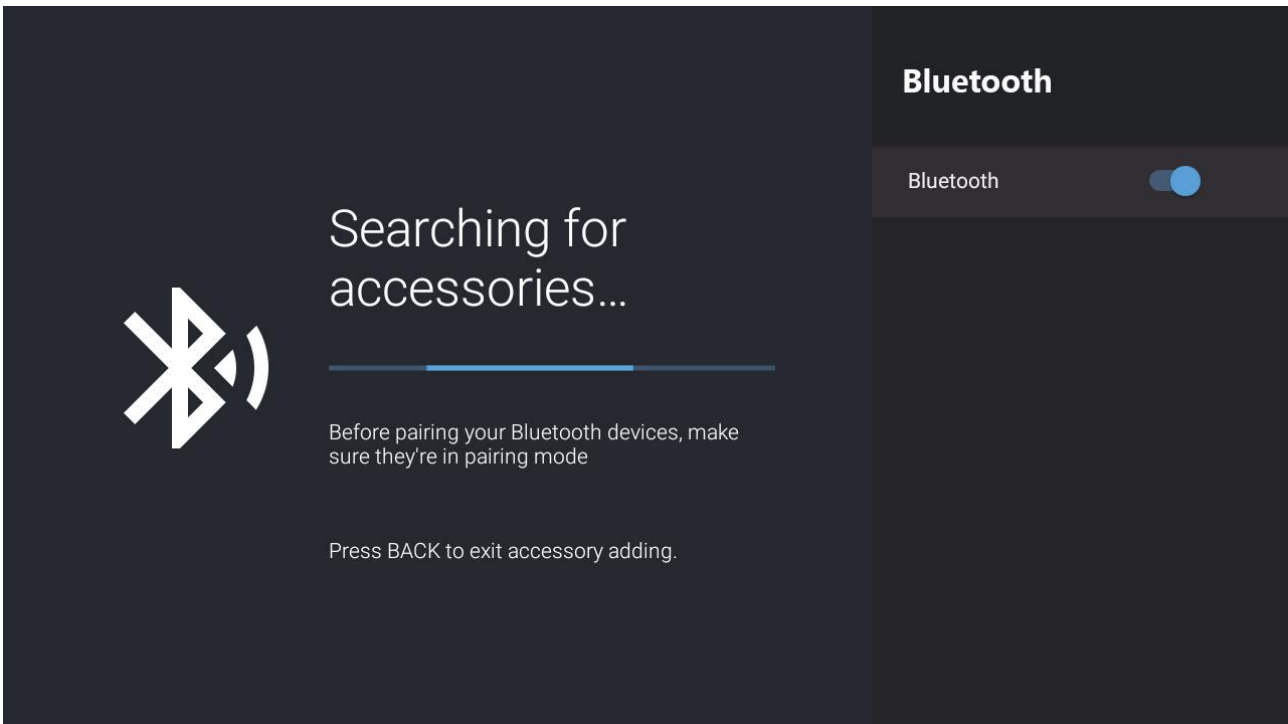 Bluetooth
Bluetooth
Searching for
accessories...
Before pairing your Bluetooth devices, make
sure they're in pairing mode
Press BACK to exit accessory adding.